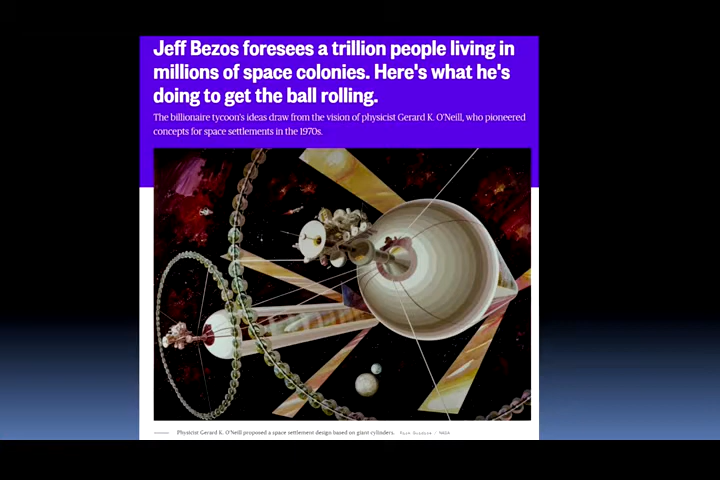 Jeff Bezos foresees a trillion people living in
millions of space colonies. Here's what he's
doing to get the ball rolling.
The billionaire tycoon's ideas draw from the vision of physicist Gerard K. O'Neill, who pioneered
concepts for space settlements in the 1970s.
Physicist Gerard K. O'Neill proposed a space settlement design based on giant cylinders. Rick Guidice / NASA